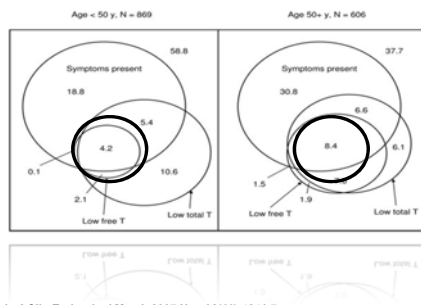 Age < 50 y, N = 869
Age 50+ y, N = 606
58.8
37.7
Symptoms present
Symptoms present
18.8
30.8
5.4
6.6
4.2
8.4
0.1
10.6
6.1
2.1
1.5
1.9
Low free T
Low total T
Low free T
Low total T